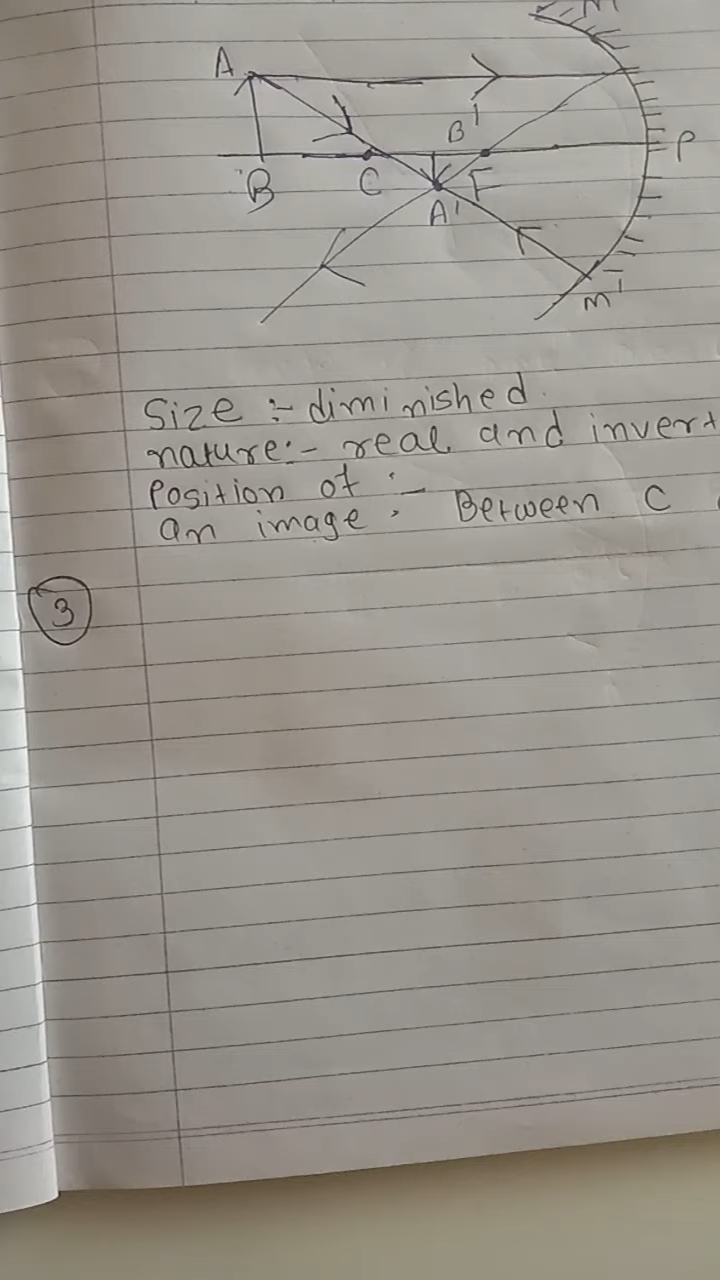 M
A
B'
P
B
C
F
A'
M'
Size :- diminished
nature:- real and invert
Position of :-
an image :- Between C
3